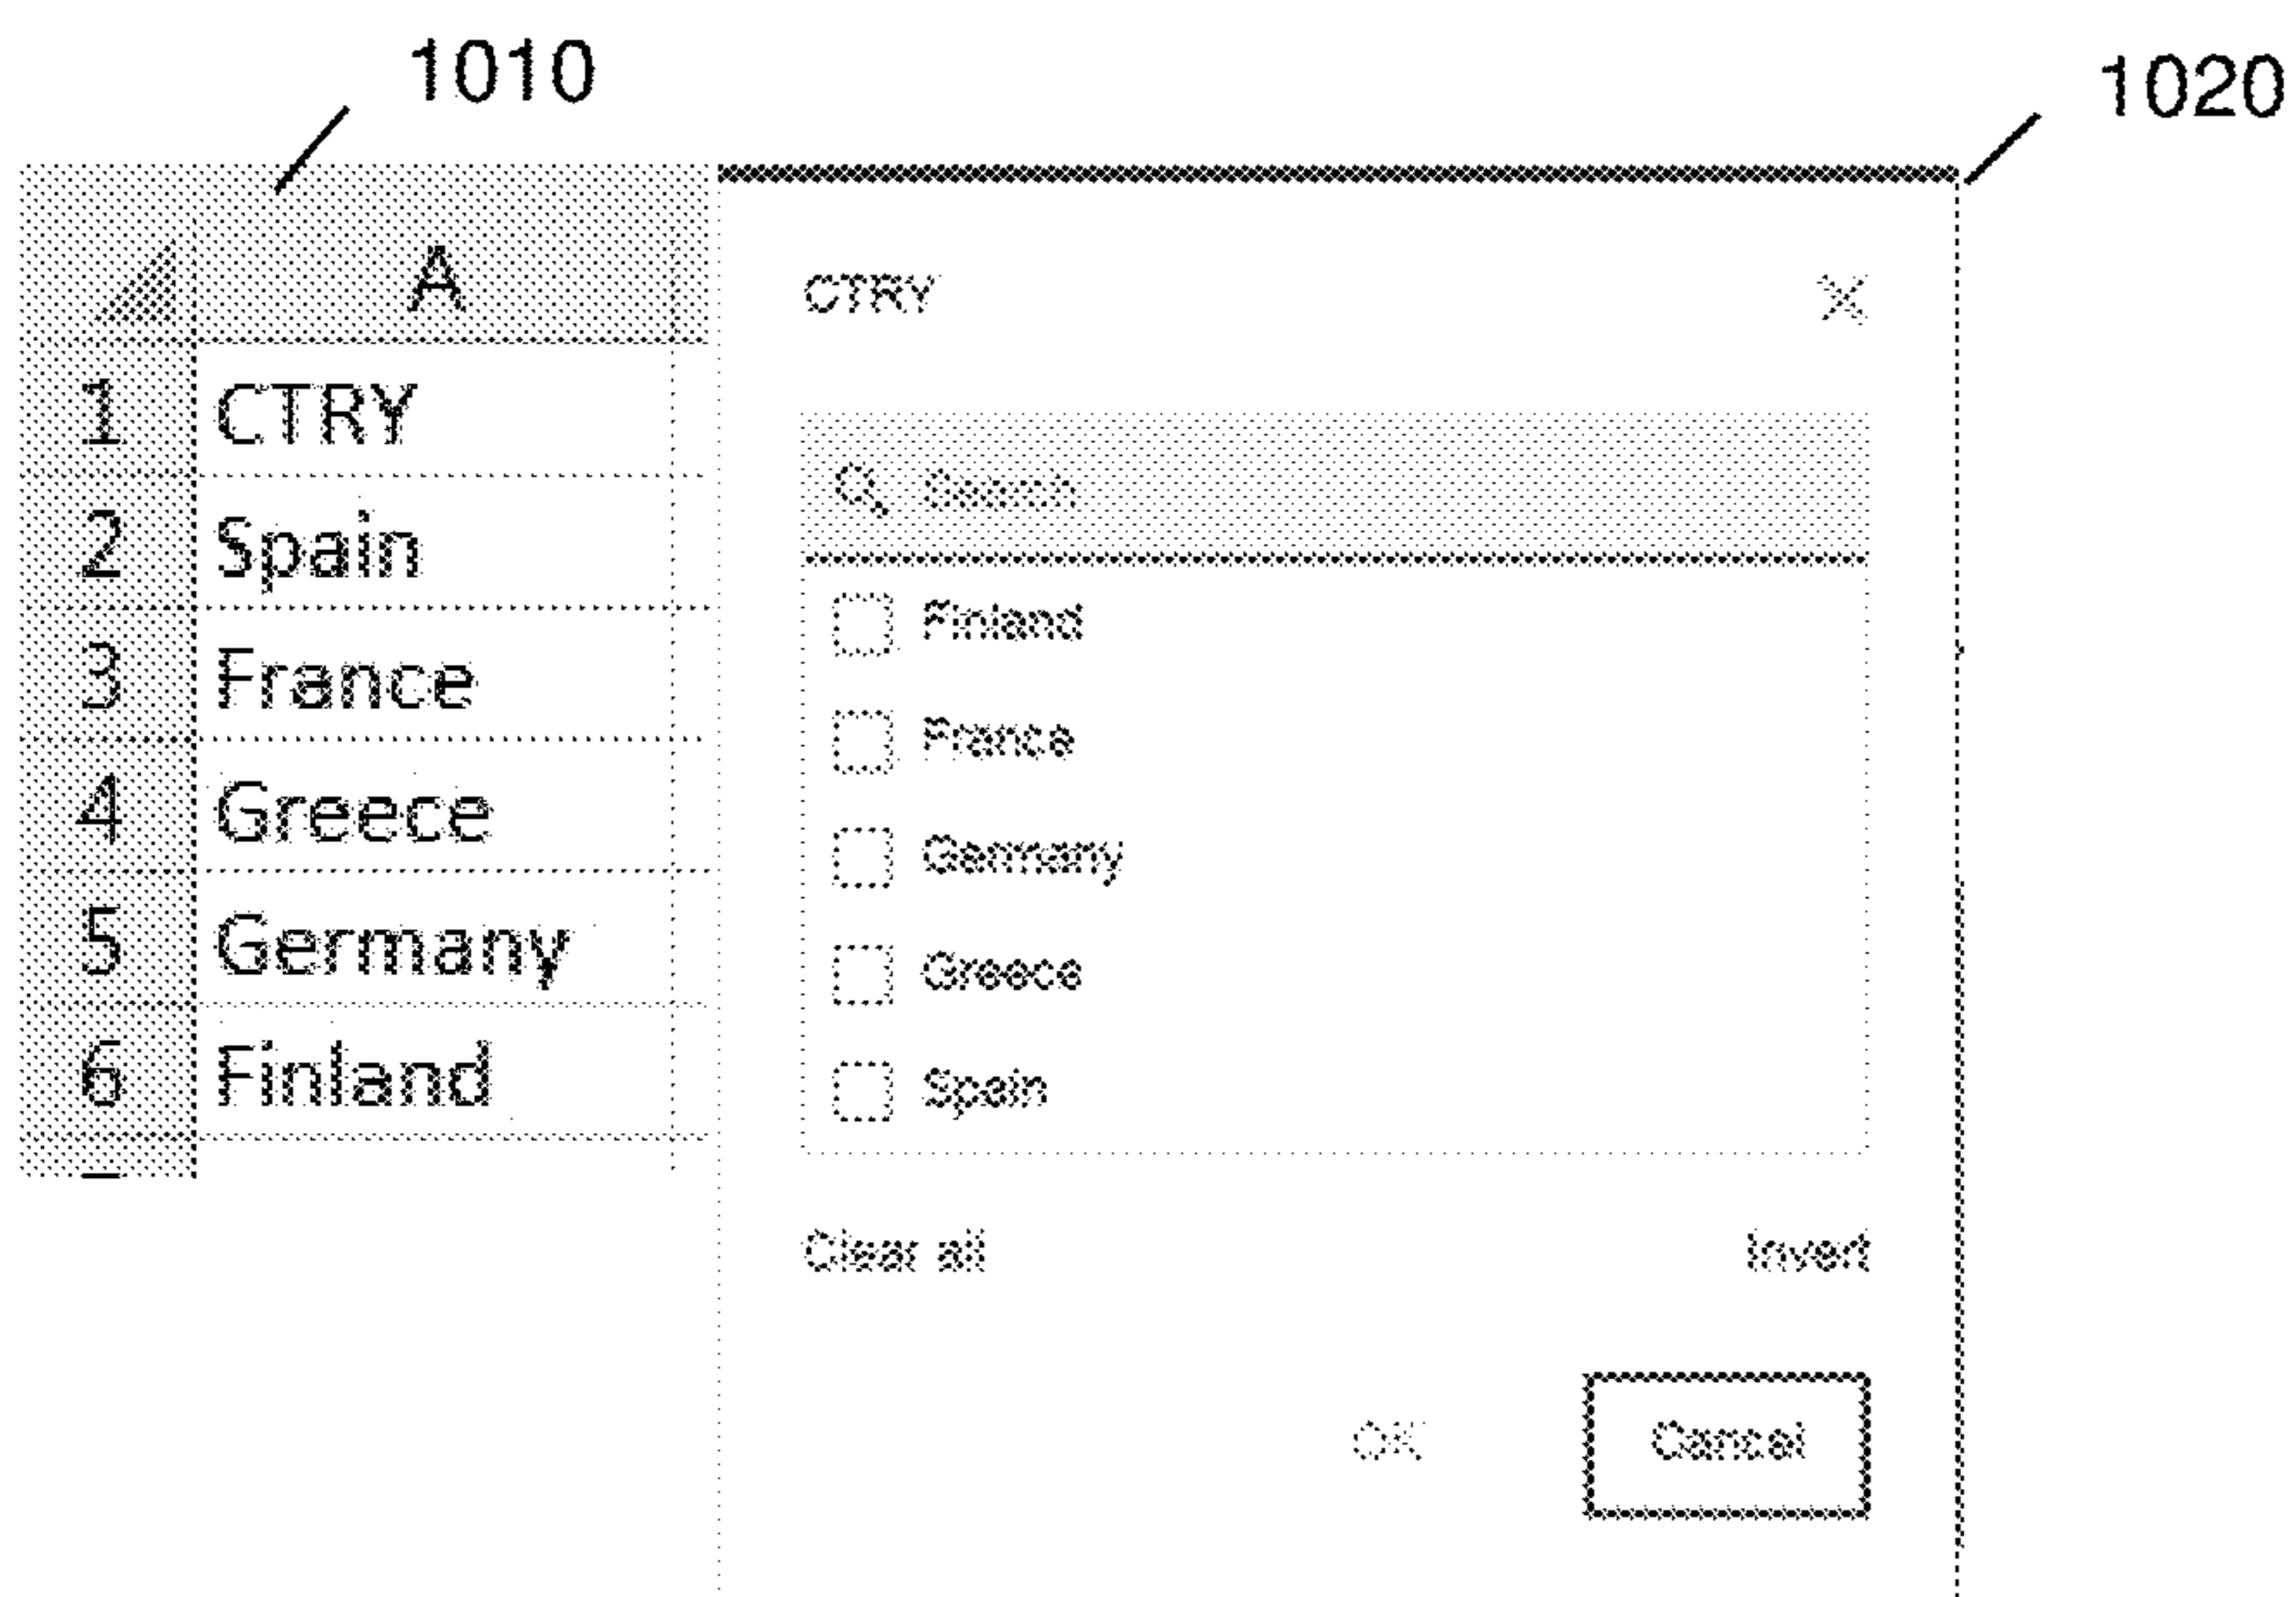 1010
1020
A
1 CTRY
2 Spain
3 France
4 Greece
5 Germany
6 Finland
CTRY
Search
Finland
France
Germany
Greece
Spain
Clear all
Invert
OK
Cancel